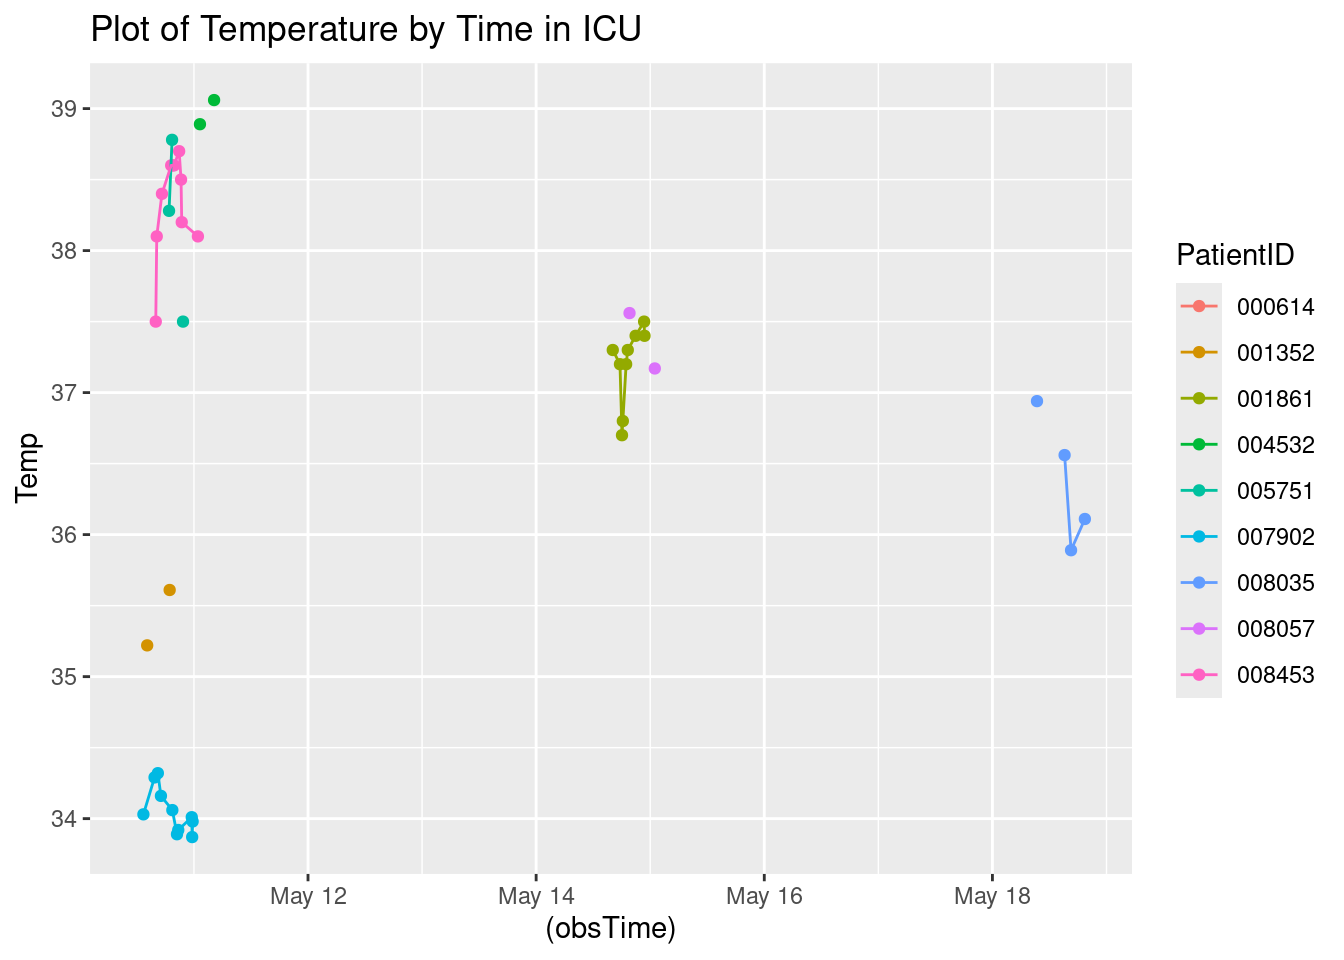 Plot of Temperature by Time in ICU
39
38
37
36
35
34
Temp
May 12
May 14
May 16
May 18
(obsTime)
PatientID
000614
001352
001861
004532
005751
007902
008035
008057
008453